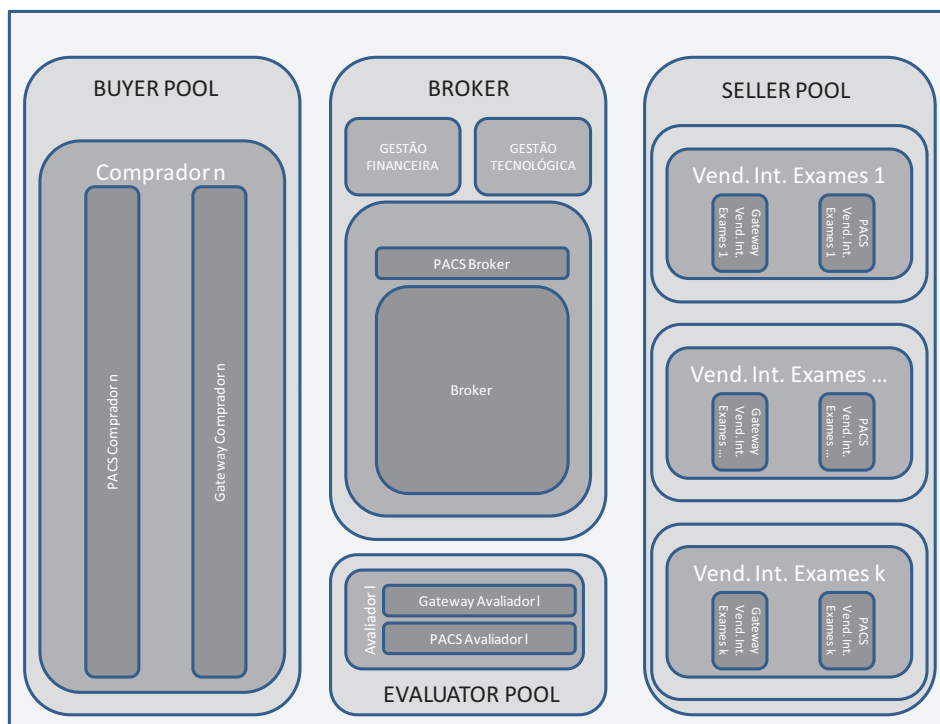 BUYER POOL
Comprador n
PACS Comprador n
Gateway Comprador n
BROKER
GESTÃO
FINANCEIRA
GESTÃO
TECNOLÓGICA
PACS Broker
Broker
Avaliador l
Gateway Avaliador l
PACS Avaliador l
EVALUATOR POOL
SELLER POOL
Vend. Int. Exames 1
Gateway
Vend. Int.
Exames 1
PACS
Vend. Int.
Exames 1
Vend. Int. Exames ...
Gateway
Vend. Int.
Exames ...
PACS
Vend. Int.
Exames ...
Vend. Int. Exames k
Gateway
Vend. Int.
Exames k
PACS
Vend. Int.
Exames k